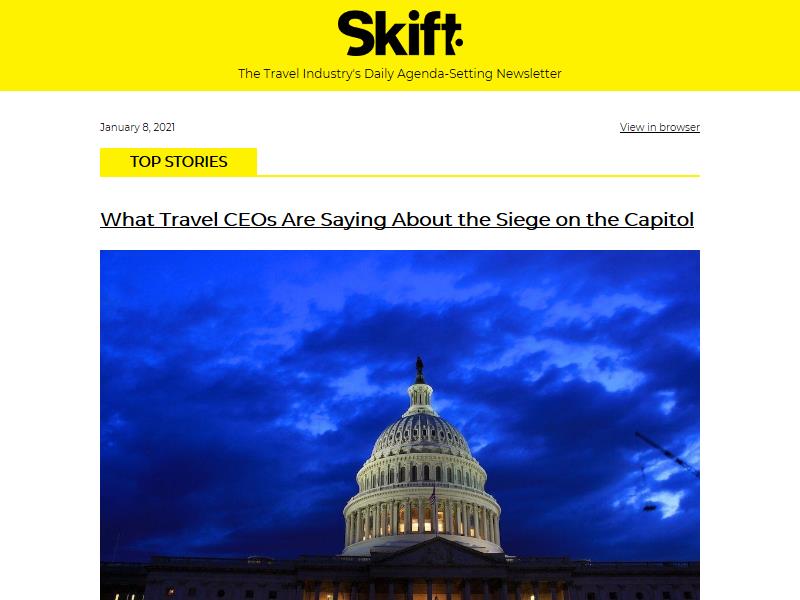 Skift
The Travel Industry's Daily Agenda-Setting Newsletter
January 8, 2021
View in browser
TOP STORIES
What Travel CEOs Are Saying About the Siege on the Capitol